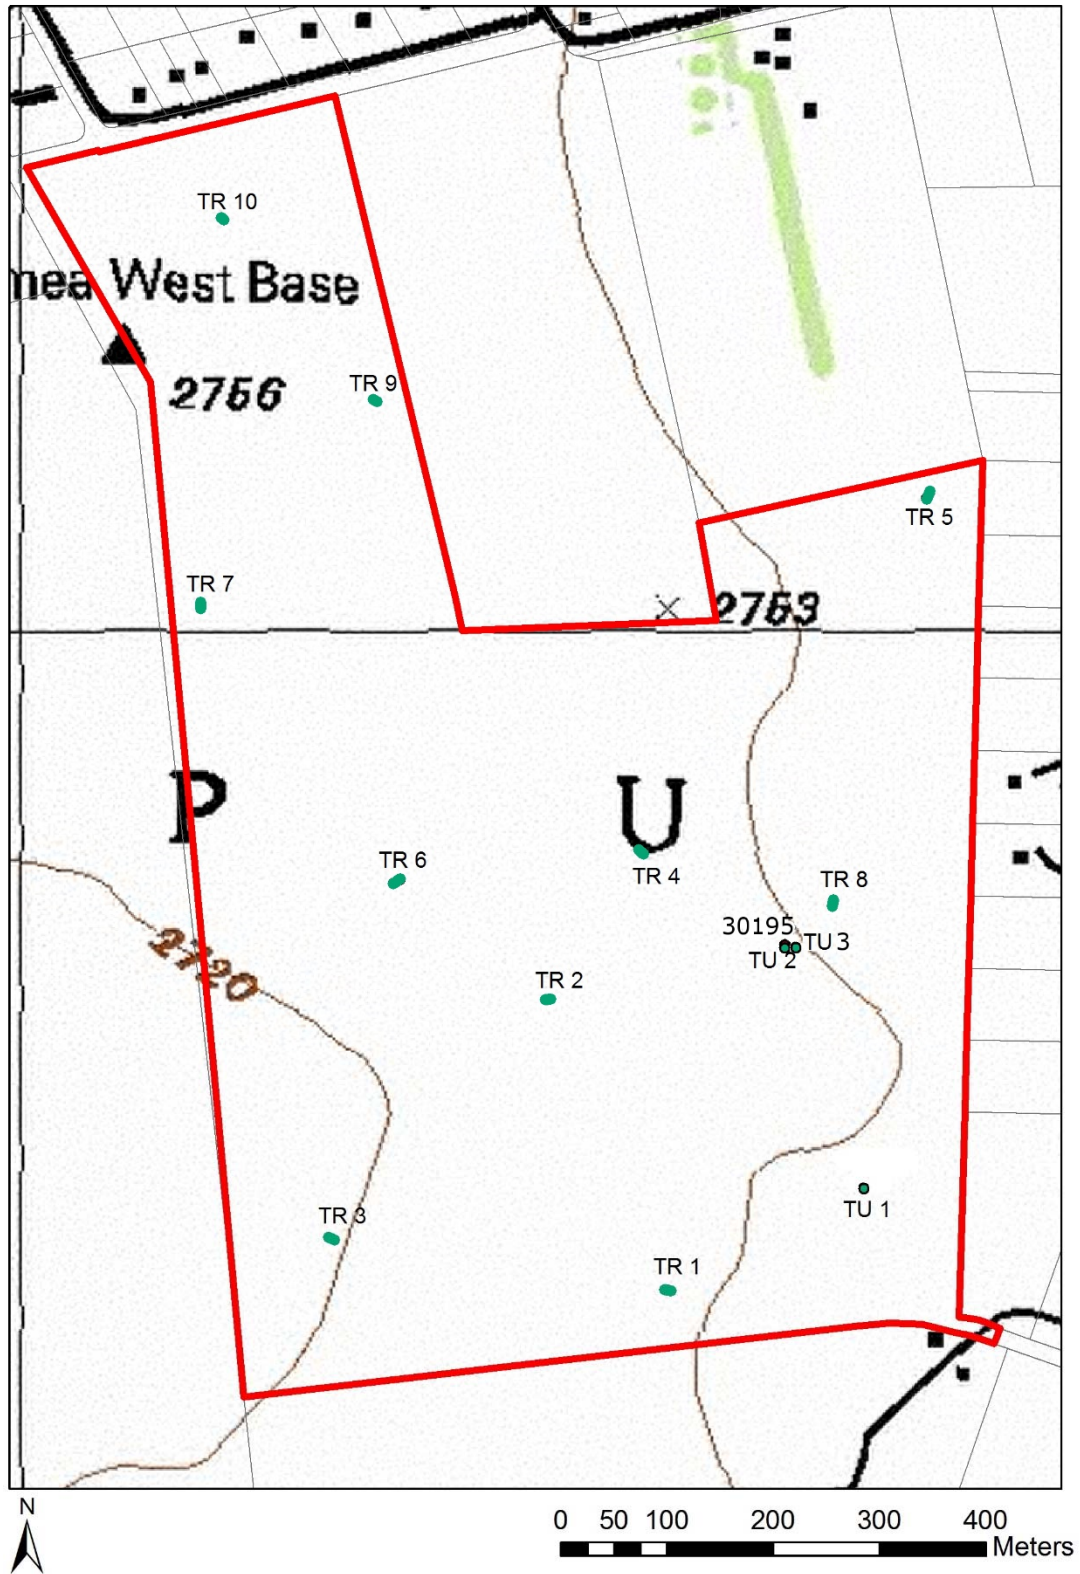 TR 10
mea West Base
2756
TR 9
TR 5
TR 7
2753
P U
TR 6
TR 4
TR 8
30195
TU 3
TU 2
2720
TR 2
TU 1
TR 3
TR 1
N
0 50 100 200 300 400
Meters